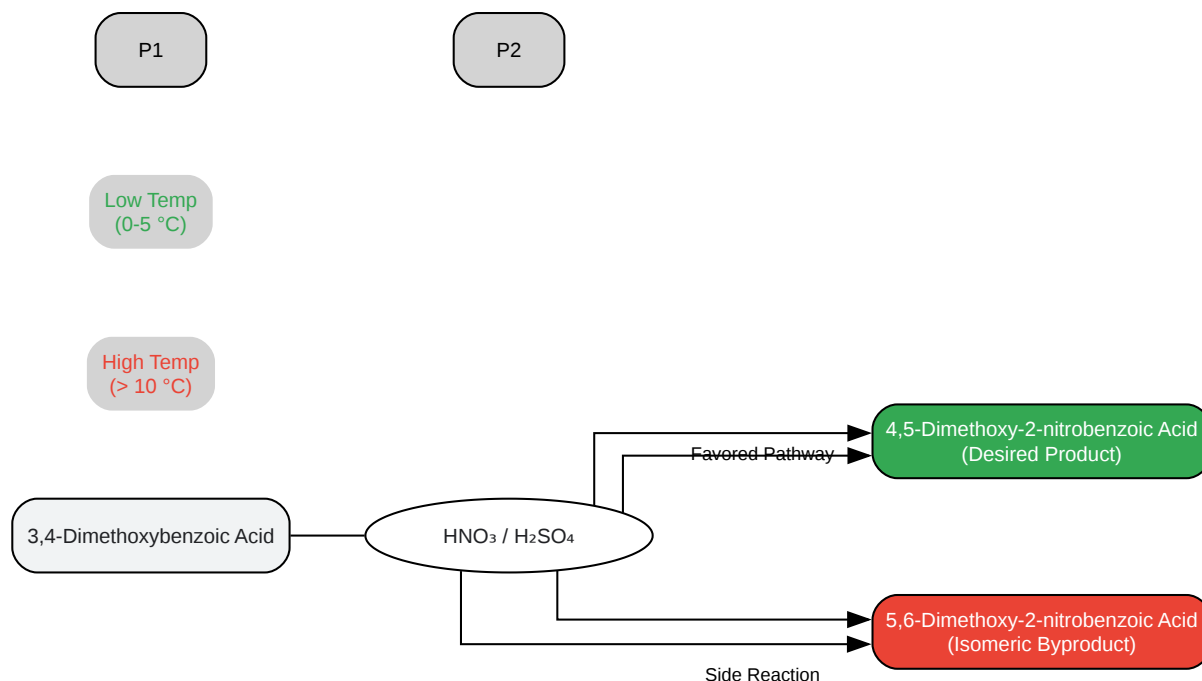 P1
P2
Low Temp
(0-5 °C)
High Temp
(> 10 °C)
4,5-Dimethoxy-2-nitrobenzoic Acid
(Desired Product)
Favored Pathway
3,4-Dimethoxybenzoic Acid
HNO₃ / H₂SO₄
5,6-Dimethoxy-2-nitrobenzoic Acid
(Isomeric Byproduct)
Side Reaction